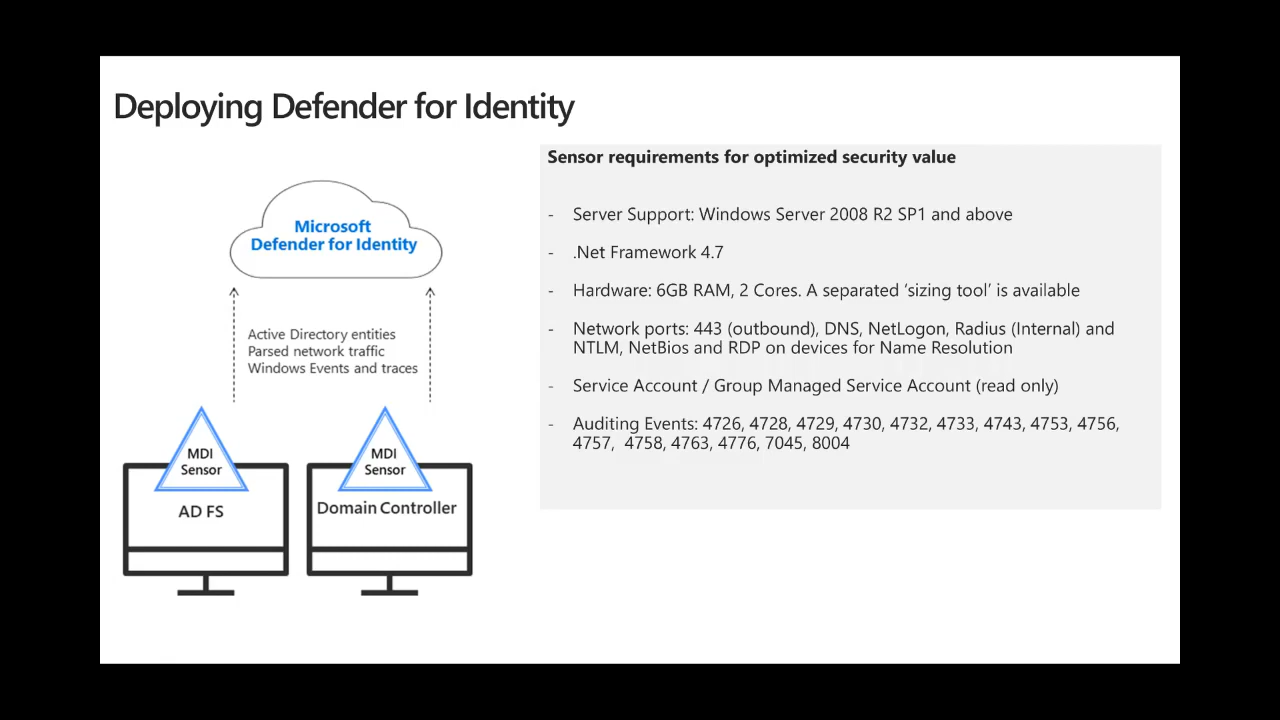 Deploying Defender for Identity
Microsoft
Defender for Identity
Active Directory entities
Parsed network traffic
Windows Events and traces
MDI
Sensor
AD FS
MDI
Sensor
Domain Controller
Sensor requirements for optimized security value
- Server Support: Windows Server 2008 R2 SP1 and above
- .Net Framework 4.7
- Hardware: 6GB RAM, 2 Cores. A separated ‘sizing tool’ is available
- Network ports: 443 (outbound), DNS, NetLogon, Radius (Internal) and
NTLM, NetBios and RDP on devices for Name Resolution
- Service Account / Group Managed Service Account (read only)
- Auditing Events: 4726, 4728, 4729, 4730, 4732, 4733, 4743, 4753, 4756,
4757, 4758, 4763, 4776, 7045, 8004